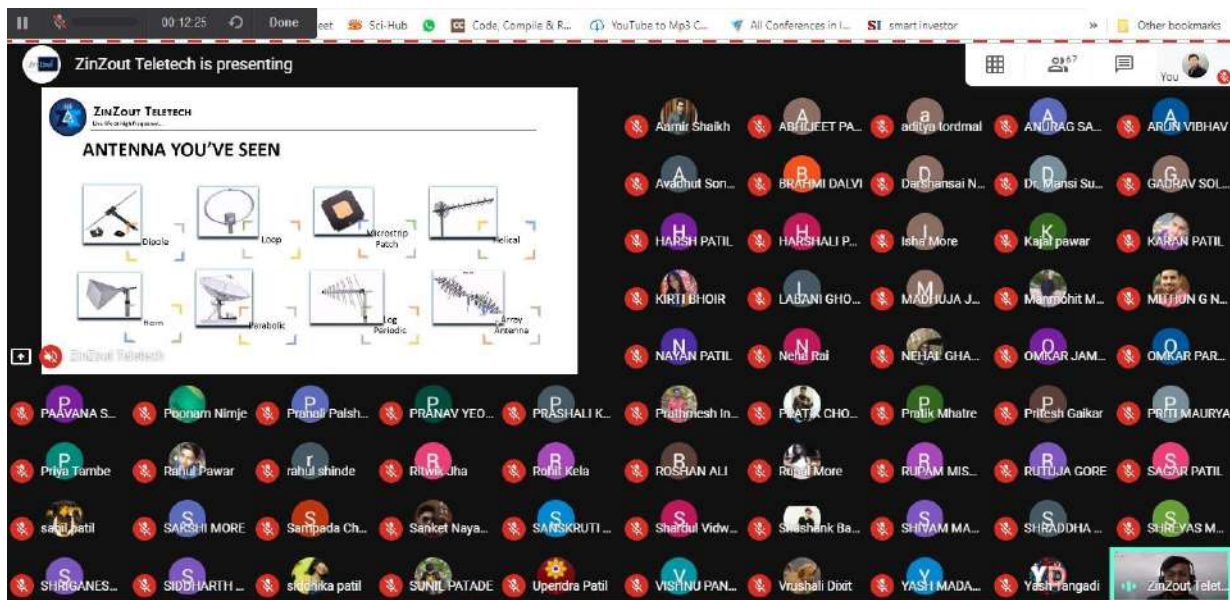 00:12:25 Done eet Sci-Hub Code, Compile & R... YouTube to Mp3 C... All Conferences in I... SI smart investor » Other bookmarks
ZinZout Teletech is presenting
67
You
ZINZOUT TELETECH
ANTENNA YOU'VE SEEN
Dipole Loop Microstrip Patch Helical
Horn Parabolic Log Periodic Array Antenna
ZinZout Teletech
Aamir Shaikh ABHIJEET PA... aditya tordmal ANURAG SA... ARUN VIBHAV
Avadhut Son... BRAHMI DALVI Darshansai N... Dr. Mansi Su... GAURAV SOL...
HARSH PATIL HARSHALI P... Isha More Kajal pawar KARAN PATIL
KIRTI BHOIR LABANI GHO... MADHUJA J... Manmohit M... MITHUN G N...
NAYAN PATIL Neha Rai NEHAL GHA... OMKAR JAM... OMKAR PAR...
PAAVANA S... Poonam Nimje Pranali Palsh... PRANAV YEO... PRASHALI K... Prathmesh In... PRATIK CHO... Pratik Mhatre Pritesh Gaikar PRITI MAURYA
Priya Tambe Rahul Pawar rahul shinde Ritwik Jha Rohit Kela ROSHAN ALI Rupal More RUPAM MIS... RUTUJA GORE SAGAR PATIL
sahil patil SAKSHI MORE Sampada Ch... Sanket Naya... SANSKRUTI ... Shardul Vidw... Shashank Ba... SHIVAM MA... SHRADDHA ... SHREYAS M...
SHRIGANES... SIDDHARTH ... siddhika patil SUNIL PATADE Upendra Patil VISHNU PAN... Vrushali Dixit YASH MADA... Yash Tangadi ZinZout Telet...